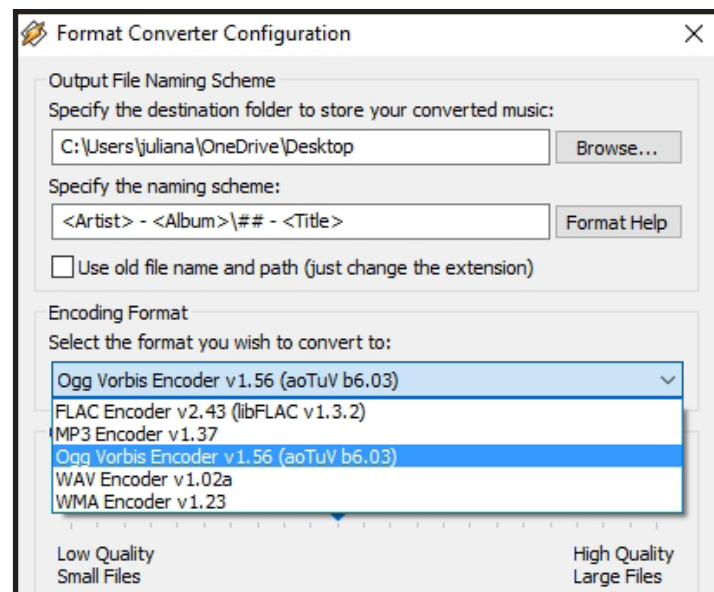 Format Converter Configuration
Output File Naming Scheme
Specify the destination folder to store your converted music:
C:\Users\juliana\OneDrive\Desktop
Browse...
Specify the naming scheme:
<Artist> - <Album>\## - <Title>
Format Help
Use old file name and path (just change the extension)
Encoding Format
Select the format you wish to convert to:
Ogg Vorbis Encoder v1.56 (aoTuV b6.03)
FLAC Encoder v2.43 (libFLAC v1.3.2)
MP3 Encoder v1.37
Ogg Vorbis Encoder v1.56 (aoTuV b6.03)
WAV Encoder v1.02a
WMA Encoder v1.23
Low Quality
Small Files
High Quality
Large Files